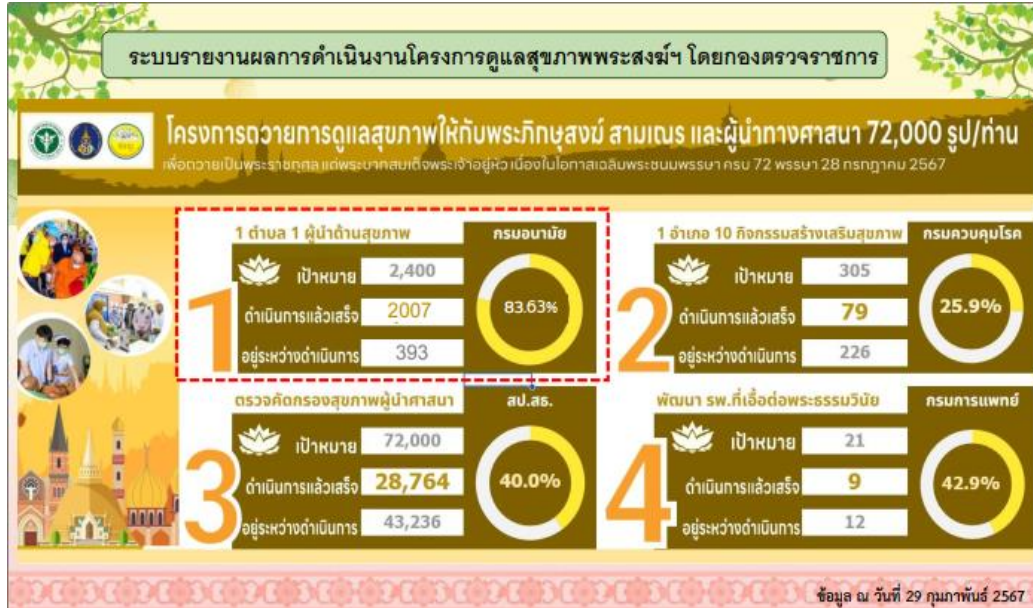 ระบบรายงานผลการดำเนินงานโครงการดูแลสุขภาพพระสงฆ์ฯ โดยกองตรวจราชการ
โครงการถวายการดูแลสุขภาพให้กับพระภิกษุสงฆ์ สามเณร และผู้นำทางศาสนา 72,000 รูป/ท่าน
เพื่อถวายเป็นพระราชกุศล แด่พระบาทสมเด็จพระเจ้าอยู่หัว เนื่องในโอกาสเฉลิมพระชนมพรรษา ครบ 72 พรรษา 28 กรกฎาคม 2567
1
1 ตำบล 1 ผู้นำด้านสุขภาพ กรมอนามัย
เป้าหมาย 2,400
ดำเนินการแล้วเสร็จ 2007
อยู่ระหว่างดำเนินการ 393
83.63%
2
1 อำเภอ 10 กิจกรรมสร้างเสริมสุขภาพ กรมควบคุมโรค
เป้าหมาย 305
ดำเนินการแล้วเสร็จ 79
อยู่ระหว่างดำเนินการ 226
25.9%
3
ตรวจคัดกรองสุขภาพผู้นำศาสนา สป.สธ.
เป้าหมาย 72,000
ดำเนินการแล้วเสร็จ 28,764
อยู่ระหว่างดำเนินการ 43,236
40.0%
4
พัฒนา รพ.ที่เอื้อต่อพระธรรมวินัย กรมการแพทย์
เป้าหมาย 21
ดำเนินการแล้วเสร็จ 9
อยู่ระหว่างดำเนินการ 12
42.9%
ข้อมูล ณ วันที่ 29 กุมภาพันธ์ 2567